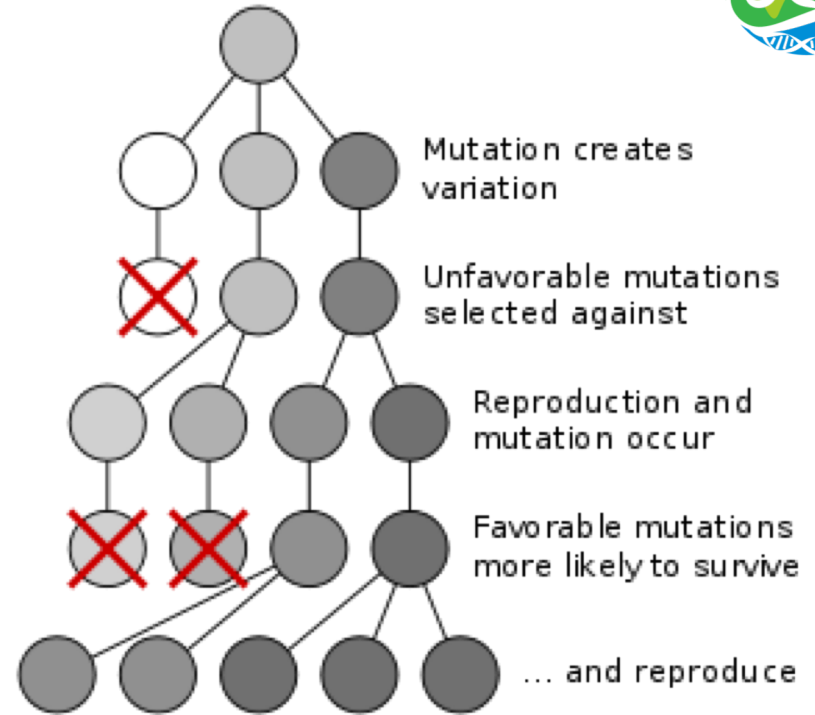 Mutation creates
variation
Unfavorable mutations
selected against
Reproduction and
mutation occur
Favorable mutations
more likely to survive
... and reproduce